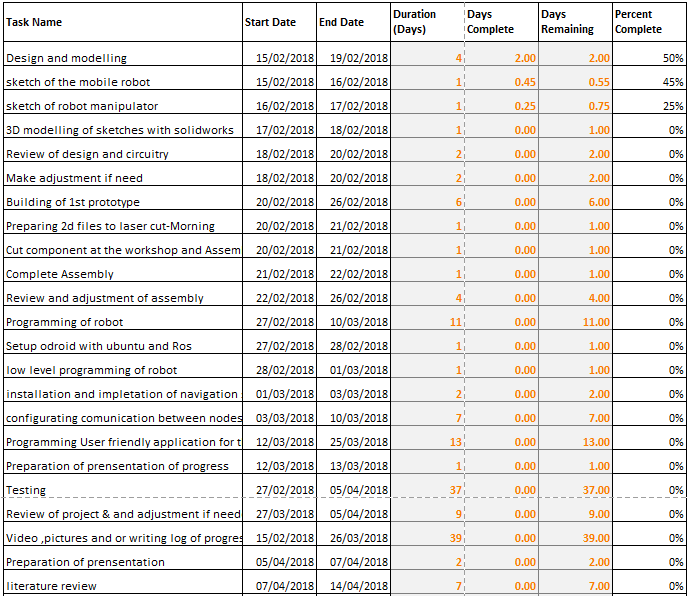 Task Name Start Date End Date Duration (Days) Days Complete Days Remaining Percent Complete
Design and modelling 15/02/2018 19/02/2018 4 2.00 2.00 50%
sketch of the mobile robot 15/02/2018 16/02/2018 1 0.45 0.55 45%
sketch of robot manipulator 16/02/2018 17/02/2018 1 0.25 0.75 25%
3D modelling of sketches with solidworks 17/02/2018 18/02/2018 1 0.00 1.00 0%
Review of design and circuitry 18/02/2018 20/02/2018 2 0.00 2.00 0%
Make adjustment if need 18/02/2018 20/02/2018 2 0.00 2.00 0%
Building of 1st prototype 20/02/2018 26/02/2018 6 0.00 6.00 0%
Preparing 2d files to laser cut-Morning 20/02/2018 21/02/2018 1 0.00 1.00 0%
Cut component at the workshop and Assem 20/02/2018 21/02/2018 1 0.00 1.00 0%
Complete Assembly 21/02/2018 22/02/2018 1 0.00 1.00 0%
Review and adjustment of assembly 22/02/2018 26/02/2018 4 0.00 4.00 0%
Programming of robot 27/02/2018 10/03/2018 11 0.00 11.00 0%
Setup odroid with ubuntu and Ros 27/02/2018 28/02/2018 1 0.00 1.00 0%
low level programming of robot 28/02/2018 01/03/2018 1 0.00 1.00 0%
installation and impletation of navigation 01/03/2018 03/03/2018 2 0.00 2.00 0%
configurating comunication between nodes 03/03/2018 10/03/2018 7 0.00 7.00 0%
Programming User friendly application for t 12/03/2018 25/03/2018 13 0.00 13.00 0%
Preparation of prensentation of progress 12/03/2018 13/03/2018 1 0.00 1.00 0%
Testing 27/02/2018 05/04/2018 37 0.00 37.00 0%
Review of project & and adjustment if need 27/03/2018 05/04/2018 9 0.00 9.00 0%
Video ,pictures and or writing log of progres 15/02/2018 26/03/2018 39 0.00 39.00 0%
Preparation of prensentation 05/04/2018 07/04/2018 2 0.00 2.00 0%
literature review 07/04/2018 14/04/2018 7 0.00 7.00 0%